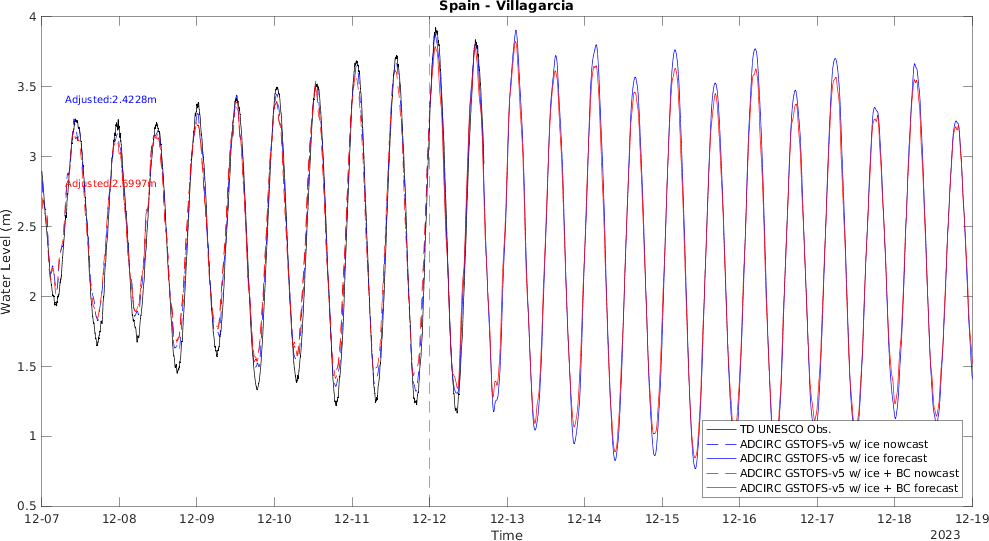 Spain - Villagarcia
4
3.5
3
2.5
2
1.5
1
0.5
Water Level (m)
Adjusted:2.4228m
Adjusted:2.6997m
TD UNESCO Obs.
ADCIRC GSTOFS-v5 w/ ice nowcast
ADCIRC GSTOFS-v5 w/ ice forecast
ADCIRC GSTOFS-v5 w/ ice + BC nowcast
ADCIRC GSTOFS-v5 w/ ice + BC forecast
12-07 12-08 12-09 12-10 12-11 12-12 12-13 12-14 12-15 12-16 12-17 12-18 12-19
Time
2023